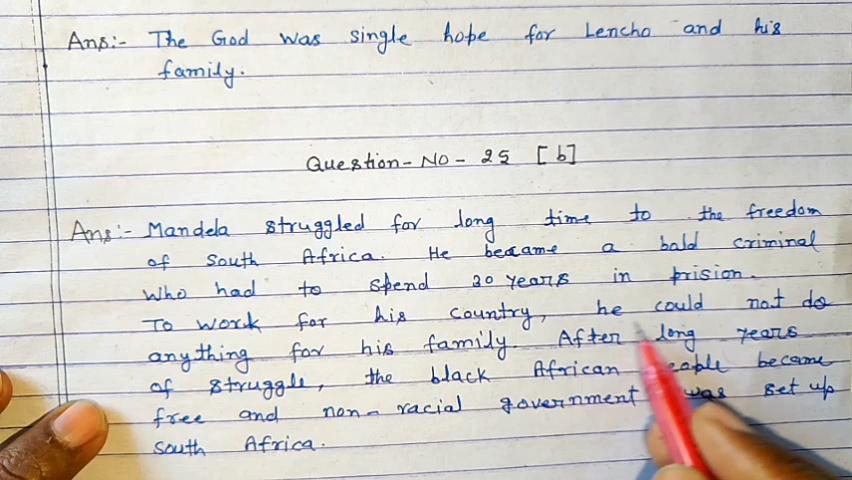 Ans:- The God was single hope for Lencho and his
family.
Question-No- 25 [b]
Ans:- Mandela struggled for long time to the freedom
of South Africa. He became a bald criminal
who had to spend 30 years in prision.
To work for his country, he could not do
anything for his family. After long years
of struggle, the black African became
free and non-racial government was set up
South Africa.